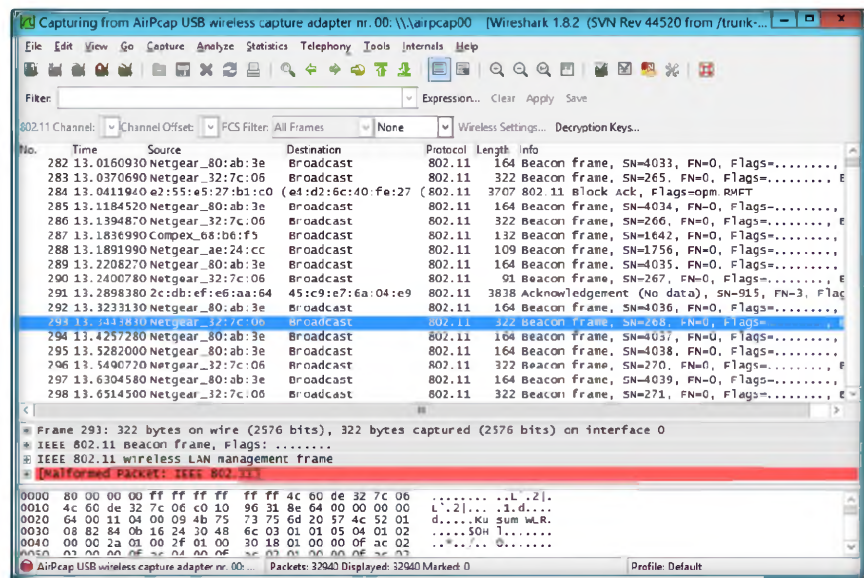 Capturing from AirPcap USB wireless capture adapter nr. 00: \\.\airpcap00 [Wireshark 1.8.2 (SVN Rev 44520 from /trunk-...
File Edit View Go Capture Analyze Statistics Telephony Tools Internals Help
Filter: Expression... Clear Apply Save
802.11 Channel: Channel Offset: FCS Filter: All Frames None Wireless Settings... Decryption Keys...
No. Time Source Destination Protocol Length Info
282 13.0160930 Netgear_80:ab:3e Broadcast 802.11 164 Beacon frame, SN=4033, FN=0, Flags=........,
283 13.0370690 Netgear_32:7c:06 Broadcast 802.11 322 Beacon frame, SN=265, FN=0, Flags=........, B
284 13.0411940 e2:55:e5:27:b1:c0 (e4:d2:6c:40:fe:27 (802.11 3707 802.11 Block Ack, Flags=opm.RMFT
285 13.1184520 Netgear_80:ab:3e Broadcast 802.11 164 Beacon frame, SN=4034, FN=0, Flags=........,
286 13.1394870 Netgear_32:7c:06 Broadcast 802.11 322 Beacon frame, SN=266, FN=0, Flags=........, B
287 13.1836990 Compex_68:b6:f5 Broadcast 802.11 132 Beacon frame, SN=1642, FN=0, Flags=........,
288 13.1891990 Netgear_ae:24:cc Broadcast 802.11 109 Beacon frame, SN=1756, FN=0, Flags=........,
289 13.2208270 Netgear_80:ab:3e Broadcast 802.11 164 Beacon frame, SN=4035, FN=0, Flags=........,
290 13.2400780 Netgear_32:7c:06 Broadcast 802.11 91 Beacon frame, SN=267, FN=0, Flags=........, B
291 13.2898380 2c:db:ef:e6:aa:64 45:c9:e7:6a:04:e9 802.11 3838 Acknowledgement (No data), SN=915, FN=3, Flag
292 13.3233130 Netgear_80:ab:3e Broadcast 802.11 164 Beacon frame, SN=4036, FN=0, Flags=........,
293 13.3443830 Netgear_32:7c:06 Broadcast 802.11 322 Beacon frame, SN=268, FN=0, Flags=........, B
294 13.4257280 Netgear_80:ab:3e Broadcast 802.11 164 Beacon frame, SN=4037, FN=0, Flags=........,
295 13.5282000 Netgear_80:ab:3e Broadcast 802.11 164 Beacon frame, SN=4038, FN=0, Flags=........,
296 13.5490720 Netgear_32:7c:06 Broadcast 802.11 322 Beacon frame, SN=270, FN=0, Flags=........, B
297 13.6304580 Netgear_80:ab:3e Broadcast 802.11 164 Beacon frame, SN=4039, FN=0, Flags=........,
298 13.6514500 Netgear_32:7c:06 Broadcast 802.11 322 Beacon frame, SN=271, FN=0, Flags=........, B
Frame 293: 322 bytes on wire (2576 bits), 322 bytes captured (2576 bits) on interface 0
IEEE 802.11 Beacon frame, Flags: ........
IEEE 802.11 wireless LAN management frame
[Malformed Packet: IEEE 802.11]
0000 80 00 00 00 ff ff ff ff ff ff 4c 60 de 32 7c 06 ........ ..L`.2|.
0010 4c 60 de 32 7c 06 c0 10 96 31 8e 64 00 00 00 00 L`.2|... .1.d....
0020 64 00 11 04 00 09 4b 75 73 75 6d 20 57 4c 52 01 d.....Ku sum WLR.
0030 08 82 84 0b 16 24 30 48 6c 03 01 01 05 04 01 02 .....$0H l.......
0040 00 00 2a 01 00 2f 01 00 30 18 01 00 00 0f ac 02 ..*../.. 0.......
AirPcap USB wireless capture adapter nr. 00: ... Packets: 32940 Displayed: 32940 Marked: 0 Profile: Default